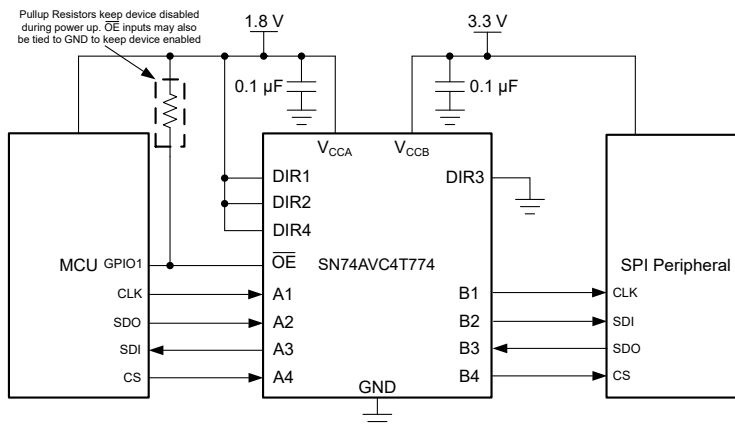 Pullup Resistors keep device disabled
during power up. OE inputs may also
be tied to GND to keep device enabled
1.8 V
3.3 V
0.1 µF
0.1 µF
VCCA
VCCB
DIR1
DIR2
DIR4
DIR3
MCU
GPIO1
OE
SN74AVC4T774
SPI Peripheral
CLK
A1
B1
CLK
SDO
A2
B2
SDI
SDI
A3
B3
SDO
CS
A4
B4
CS
GND